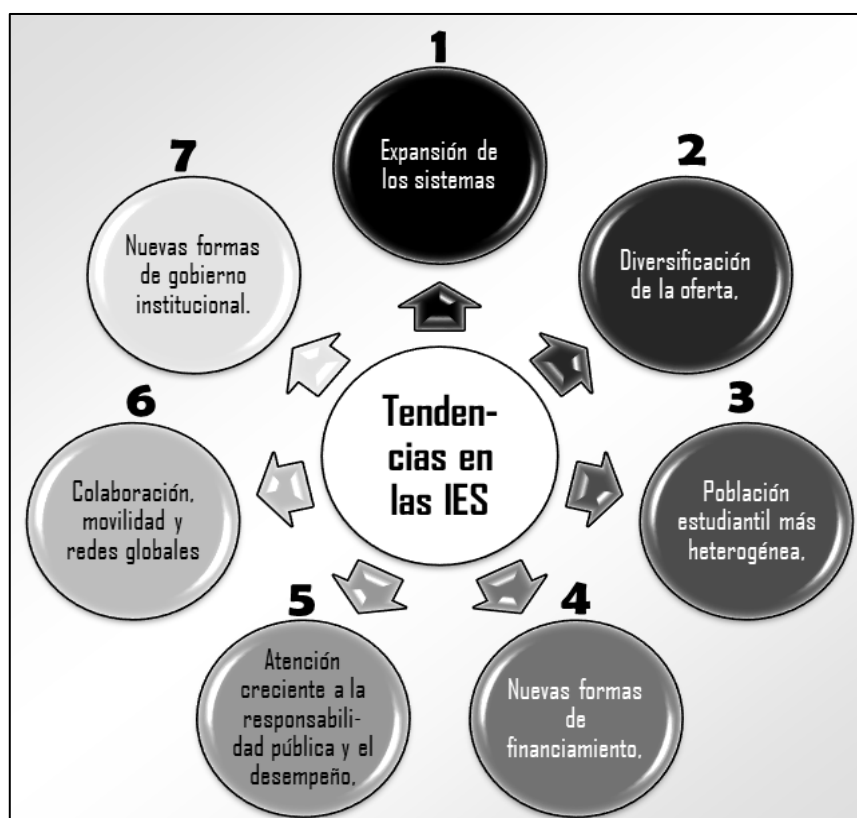 Tenden-
cias en
las IES
1
Expansión de
los sistemas
2
Diversificación
de la oferta,
3
Población
estudiantil más
heterogénea,
4
Nuevas formas
de
financiamiento,
5
Atención
creciente a la
responsabili-
dad pública y el
desempeño,
6
Colaboración,
movilidad y
redes globales
7
Nuevas formas
de gobierno
institucional.